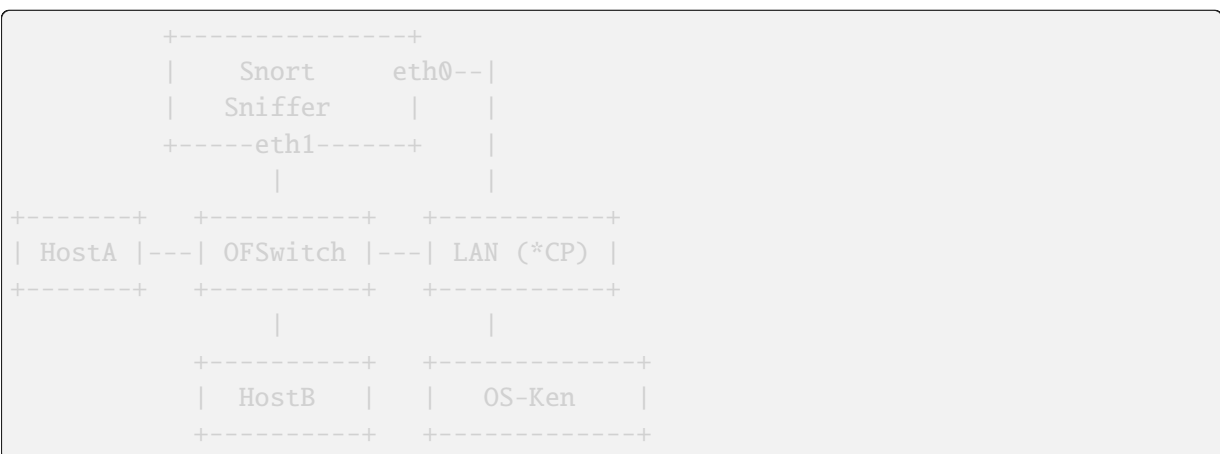 +---------------+
          |    Snort     eth0--|
          |   Sniffer     |    |
          +-----eth1------+    |
                 |             |
+-------+   +----------+   +-----------+
| HostA |---| OFSwitch |---| LAN (*CP) |
+-------+   +----------+   +-----------+
                 |             |
            +----------+   +-------------+
            |  HostB   |   |   OS-Ken    |
            +----------+   +-------------+